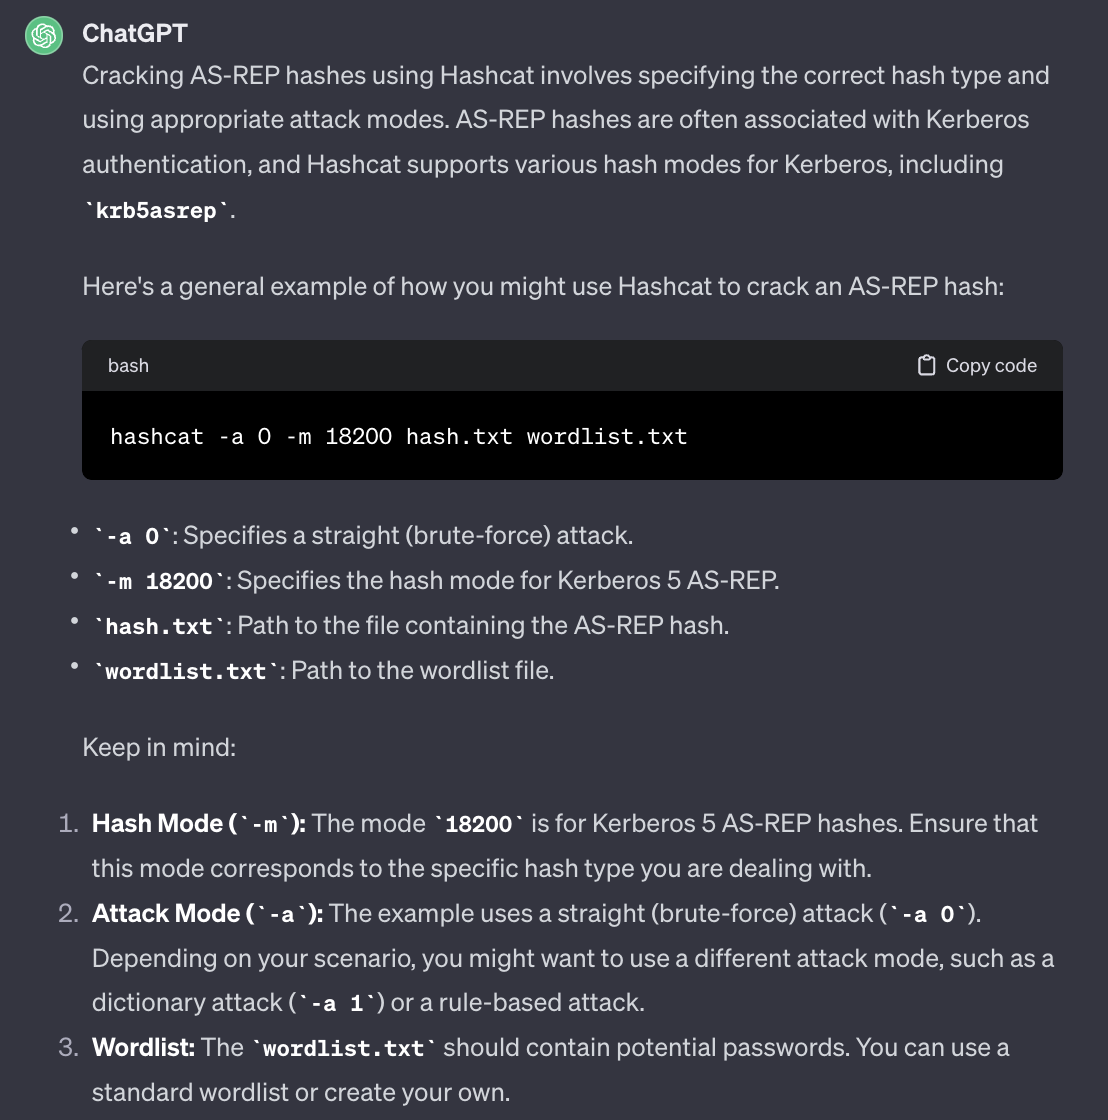 ChatGPT
Cracking AS-REP hashes using Hashcat involves specifying the correct hash type and
using appropriate attack modes. AS-REP hashes are often associated with Kerberos
authentication, and Hashcat supports various hash modes for Kerberos, including
`krb5asrep`.
Here's a general example of how you might use Hashcat to crack an AS-REP hash:
bash
Copy code
hashcat -a 0 -m 18200 hash.txt wordlist.txt
• `-a 0`: Specifies a straight (brute-force) attack.
• `-m 18200`: Specifies the hash mode for Kerberos 5 AS-REP.
• `hash.txt`: Path to the file containing the AS-REP hash.
• `wordlist.txt`: Path to the wordlist file.
Keep in mind:
1. Hash Mode (`-m`): The mode `18200` is for Kerberos 5 AS-REP hashes. Ensure that
this mode corresponds to the specific hash type you are dealing with.
2. Attack Mode (`-a`): The example uses a straight (brute-force) attack (`-a 0`).
Depending on your scenario, you might want to use a different attack mode, such as a
dictionary attack (`-a 1`) or a rule-based attack.
3. Wordlist: The `wordlist.txt` should contain potential passwords. You can use a
standard wordlist or create your own.